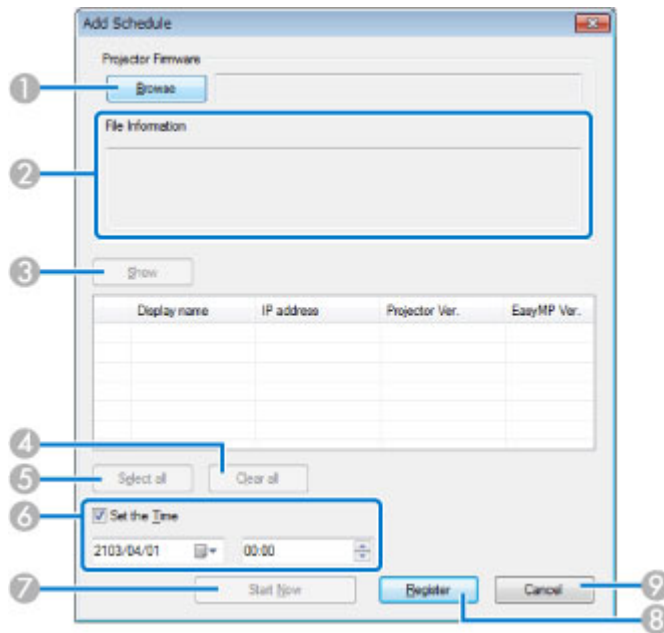 Add Schedule
Projector Firmware
1 Browse
File Information
2
3 Show
Display name IP address Projector Ver. EasyMP Ver.
4
5 Select all Clear all
6 Set the Time
2103/04/01 00:00
7 Start Now Register Cancel 9
8